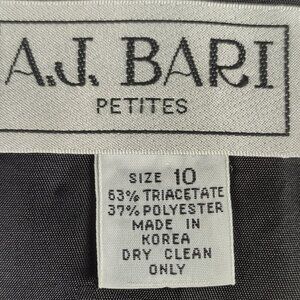 A.J. BARI
PETITES
SIZE 10
63% TRIACETATE
37% POLYESTER
MADE IN
KOREA
DRY CLEAN
ONLY